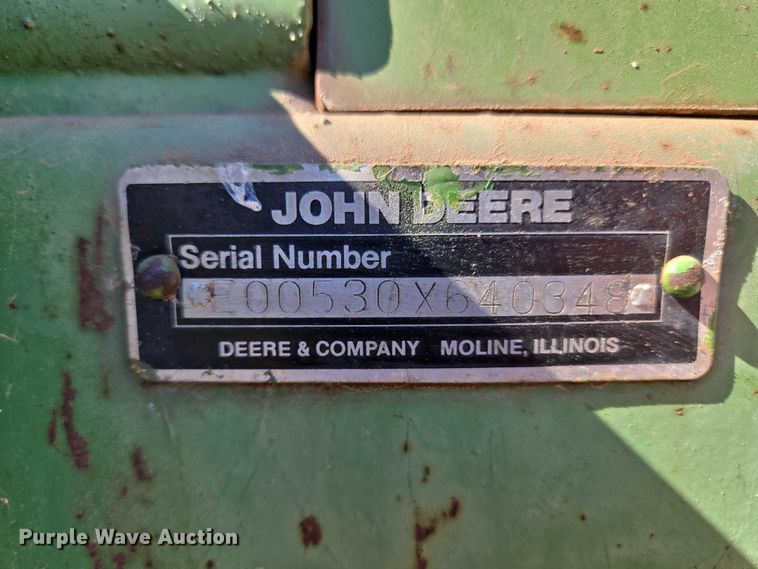 JOHN DEERE
Serial Number
E00530X640348
DEERE & COMPANY MOLINE, ILLINOIS
Purple Wave Auction